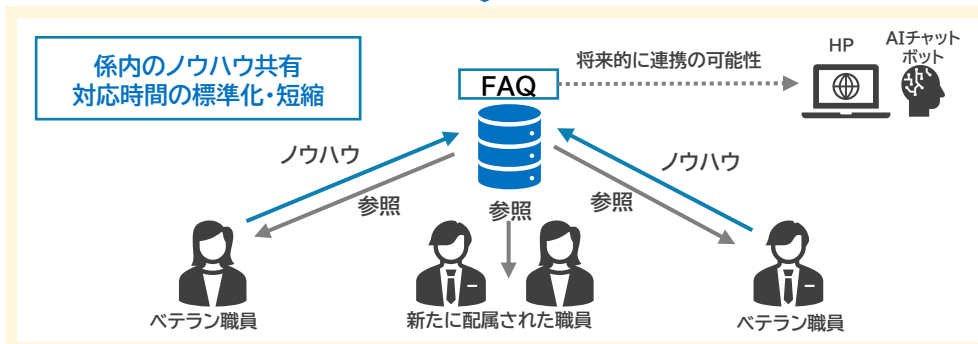 係内のノウハウ共有
対応時間の標準化・短縮
FAQ
将来的に連携の可能性
HP
AIチャット
ボット
ノウハウ
参照
参照
参照
ノウハウ
ベテラン職員
新たに配属された職員
ベテラン職員